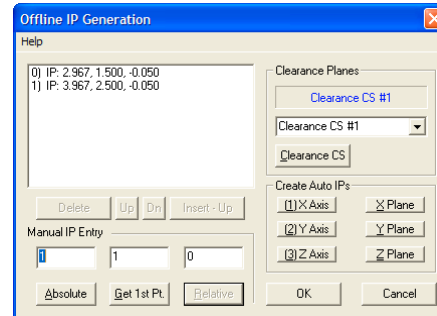 Offline IP Generation
Help
0) IP: 2.967, 1.500, -0.050
1) IP: 3.967, 2.500, -0.050
Delete Up Dn Insert - Up
Manual IP Entry
1 1 0
Absolute Get 1st Pt. Relative
Clearance Planes
Clearance CS #1
Clearance CS #1
Clearance CS
Create Auto IPs
(1) X Axis X Plane
(2) Y Axis Y Plane
(3) Z Axis Z Plane
OK Cancel